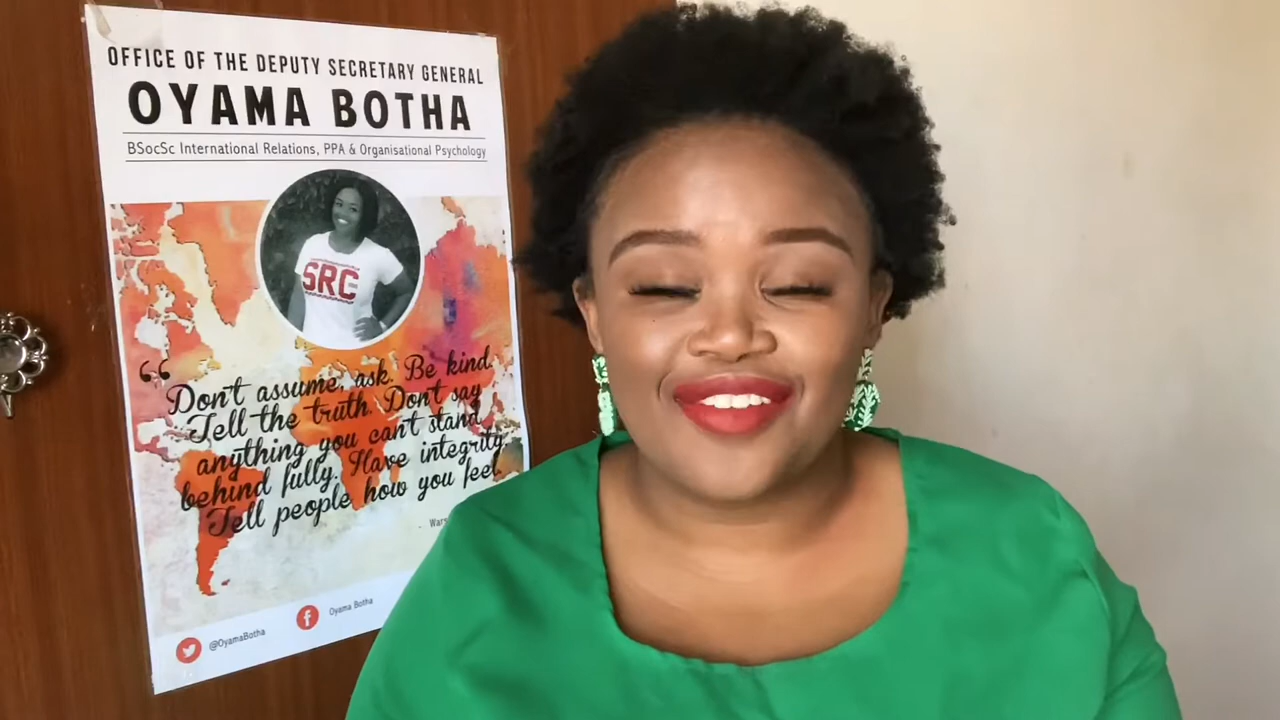 OFFICE OF THE DEPUTY SECRETARY GENERAL
OYAMA BOTHA
BSocSc International Relations, PPA & Organisational Psychology
SRC
“Don't assume, ask. Be kind.
Tell the truth. Don't say
anything you can't stand
behind fully. Have integrity.
Tell people how you feel.
@OyamaBotha
Oyama Botha